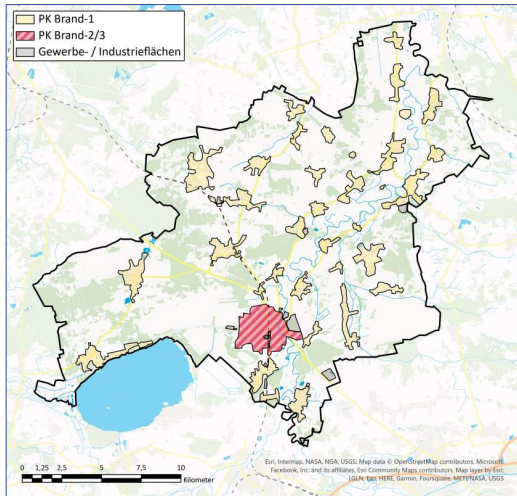 PK Brand-1
PK Brand-2/3
Gewerbe- / Industrieflächen
0 1,25 2,5 5 7,5 10
Kilometer
Esri, Intermap, NASA, NGA, USGS; Map data © OpenStreetMap contributors, Microsoft,
Facebook, Inc. and its affiliates, Esri Community Maps contributors, Map layer by Esri;
LGLN, Esri, HERE, Garmin, Foursquare, METI/NASA, USGS